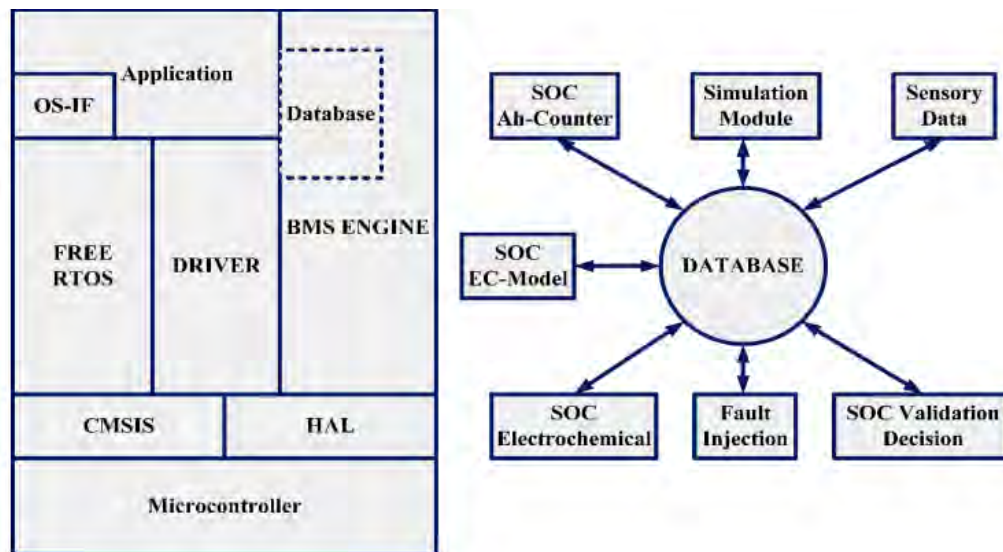 Application
OS-IF
Database
FREE
RTOS
DRIVER
BMS ENGINE
CMSIS
HAL
Microcontroller
SOC
Ah-Counter
Simulation
Module
Sensory
Data
SOC
EC-Model
DATABASE
SOC
Electrochemical
Fault
Injection
SOC Validation
Decision